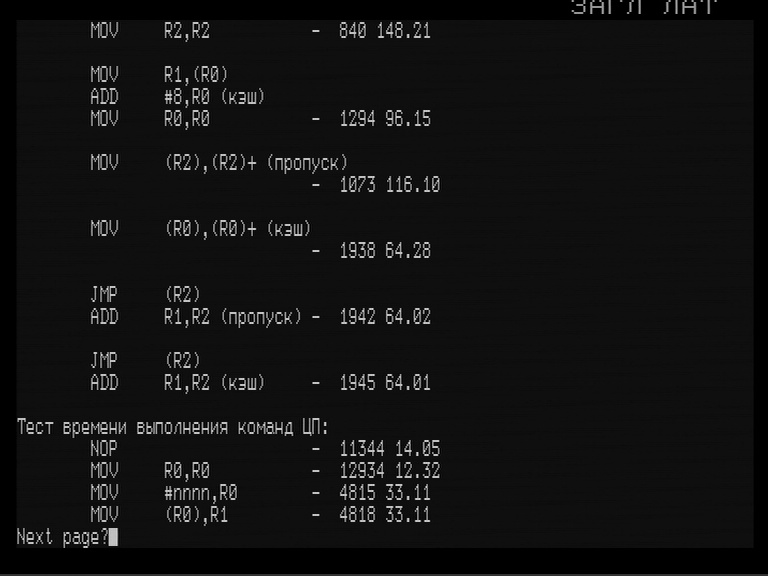 ЗАГЛ ЛАТ
MOV R2,R2 - 840 148.21
MOV R1,(R0)
ADD #8,R0 (кэш)
MOV R0,R0 - 1294 96.15
MOV (R2),(R2)+ (пропуск)
- 1073 116.10
MOV (R0),(R0)+ (кэш)
- 1938 64.28
JMP (R2)
ADD R1,R2 (пропуск) - 1942 64.02
JMP (R2)
ADD R1,R2 (кэш) - 1945 64.01
Тест времени выполнения команд ЦП:
NOP - 11344 14.05
MOV R0,R0 - 12934 12.32
MOV #nnnn,R0 - 4815 33.11
MOV (R0),R1 - 4818 33.11
Next page?